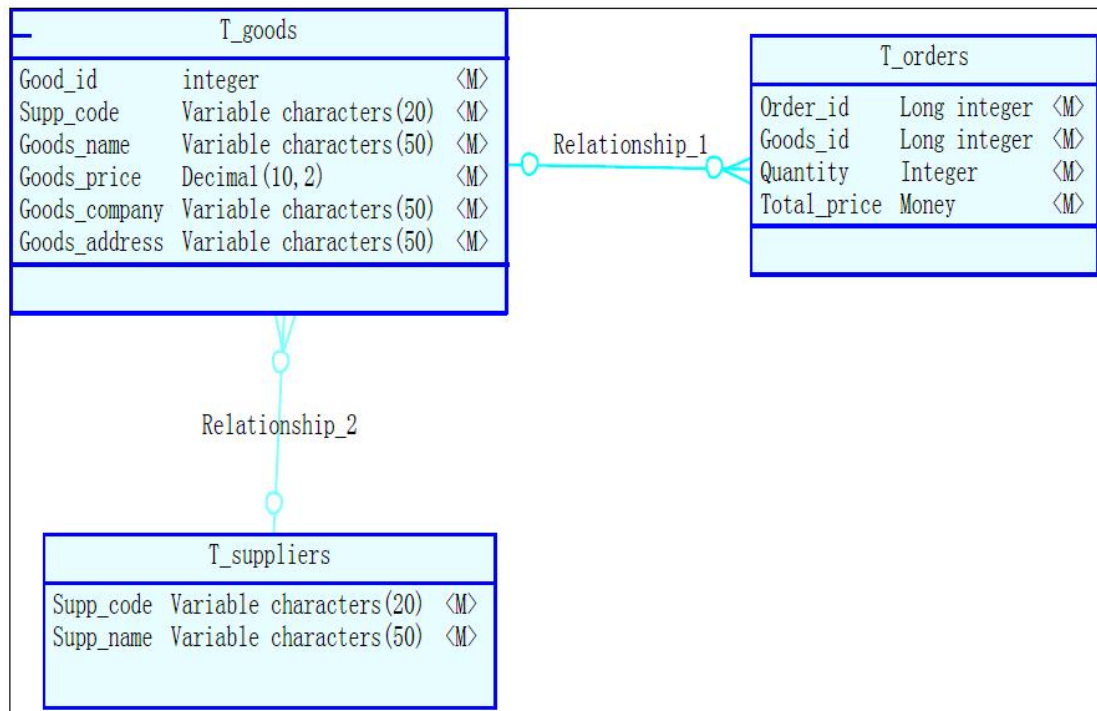 T_goods
Good_id integer <M>
Supp_code Variable characters(20) <M>
Goods_name Variable characters(50) <M>
Goods_price Decimal(10,2) <M>
Goods_company Variable characters(50) <M>
Goods_address Variable characters(50) <M>
Relationship_1
T_orders
Order_id Long integer <M>
Goods_id Long integer <M>
Quantity Integer <M>
Total_price Money <M>
Relationship_2
T_suppliers
Supp_code Variable characters(20) <M>
Supp_name Variable characters(50) <M>